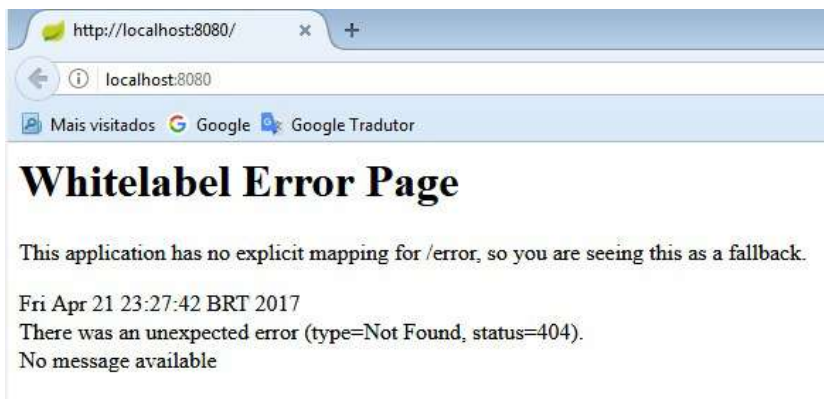 http://localhost:8080/
localhost:8080
Mais visitados Google Google Tradutor
Whitelabel Error Page
This application has no explicit mapping for /error, so you are seeing this as a fallback.
Fri Apr 21 23:27:42 BRT 2017
There was an unexpected error (type=Not Found, status=404).
No message available